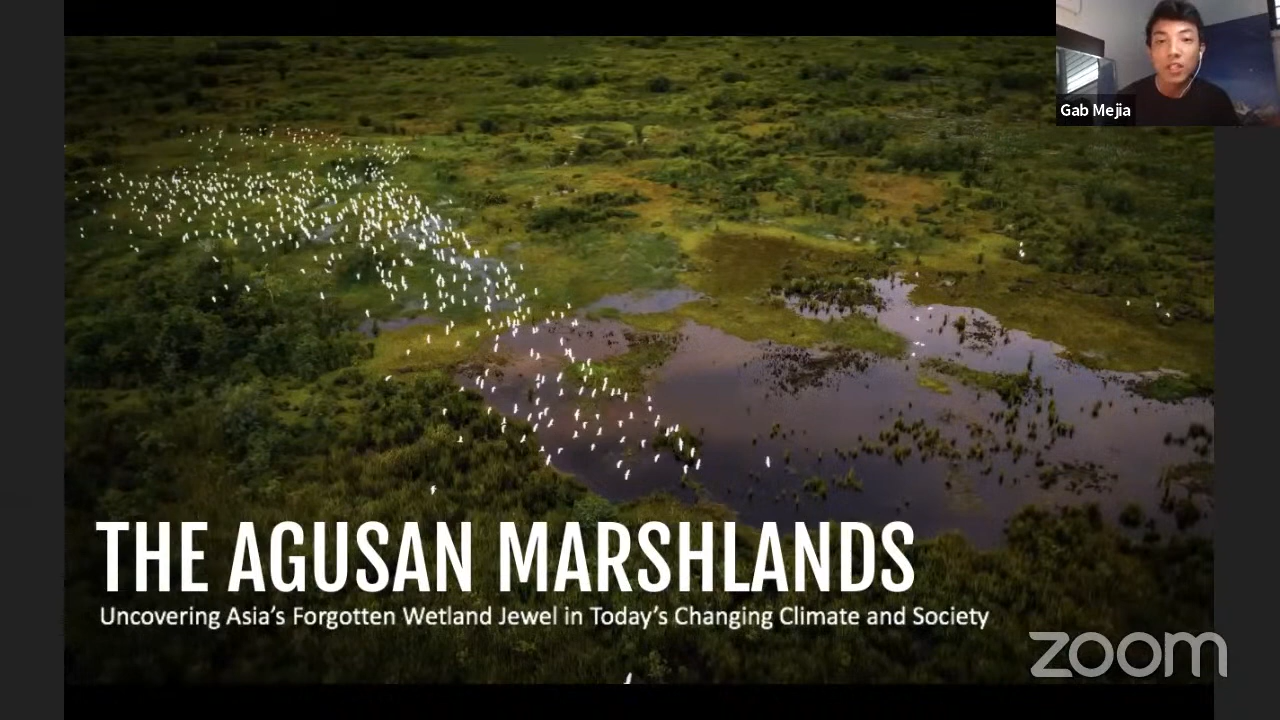 Gab Mejia
THE AGUSAN MARSHLANDS
Uncovering Asia’s Forgotten Wetland Jewel in Today’s Changing Climate and Society
zoom